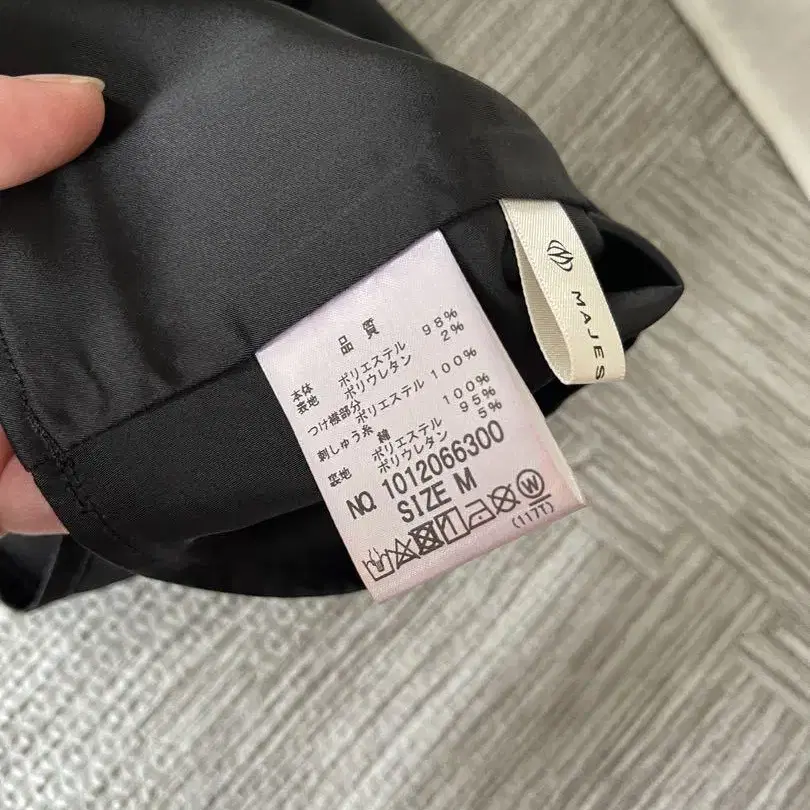 品質
本体
表地 ポリエステル 98%
ポリウレタン 2%
つけ襟部分
ポリエステル 100%
刺しゅう糸
綿 100%
裏地 ポリエステル 95%
ポリウレタン 5%
NO. 1012066300
SIZE M
W
(117T)
MAJES